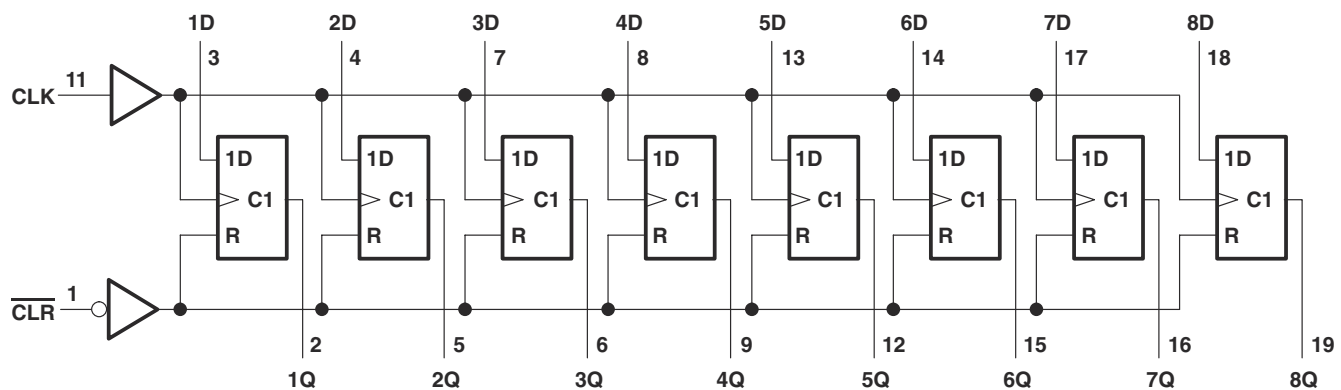 1D 2D 3D 4D 5D 6D 7D 8D
3 4 7 8 13 14 17 18
CLK 11
1D 1D 1D 1D 1D 1D 1D 1D
C1 C1 C1 C1 C1 C1 C1 C1
R R R R R R R R
C̅L̅R̅ 1
2 5 6 9 12 15 16 19
1Q 2Q 3Q 4Q 5Q 6Q 7Q 8Q